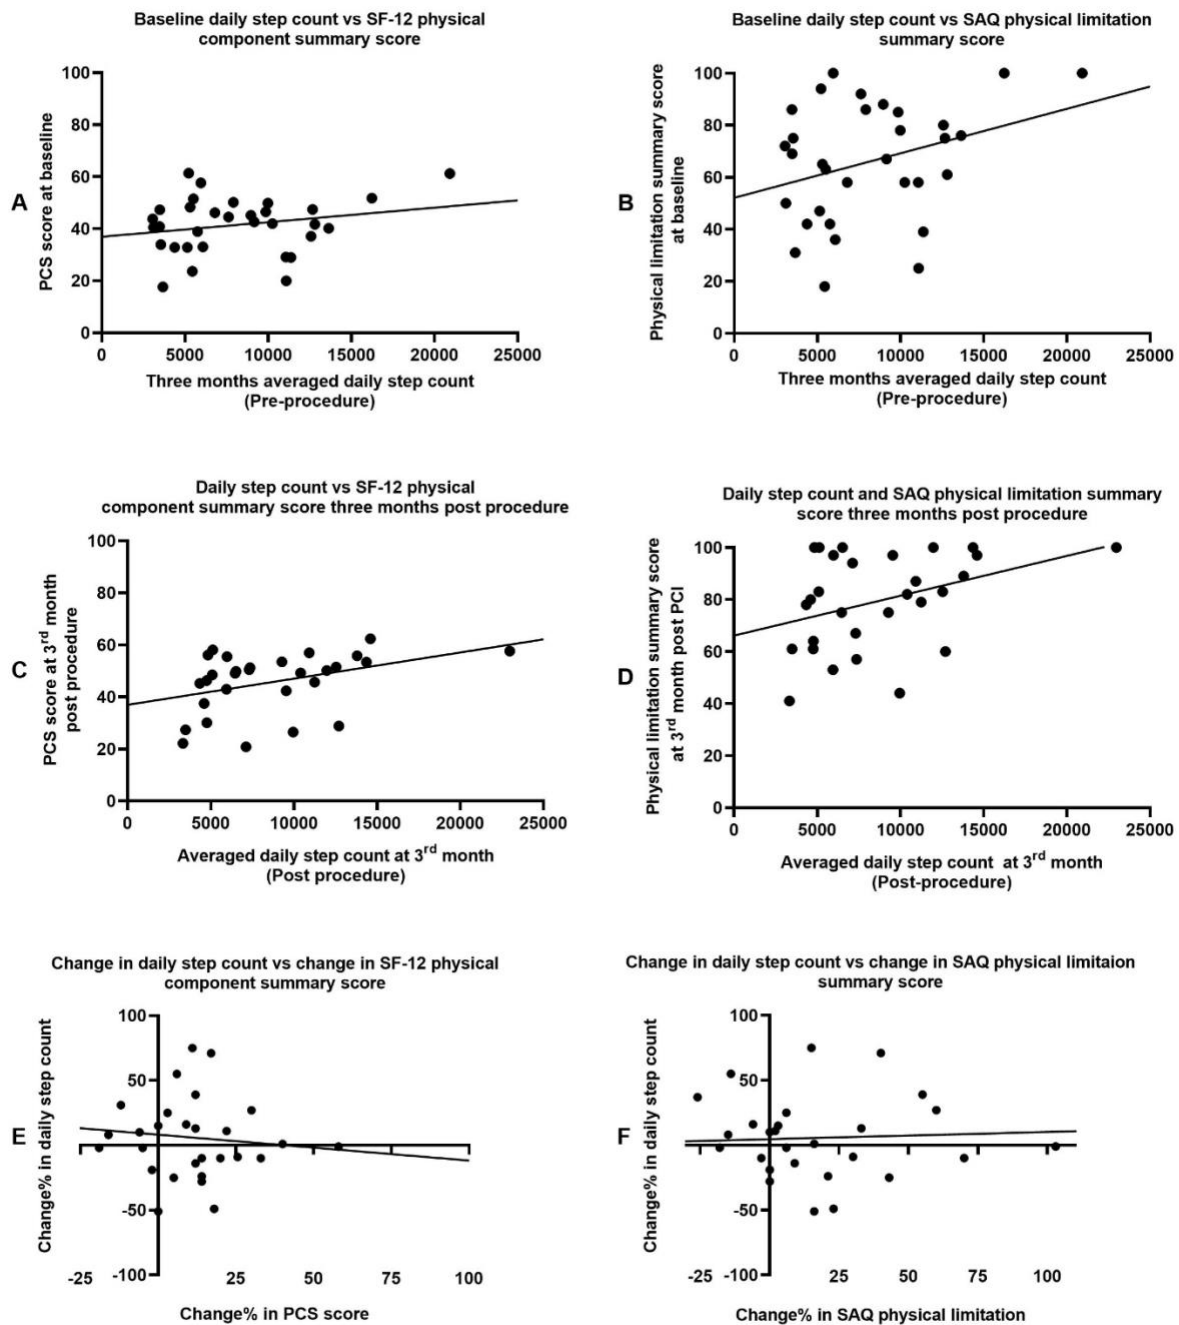 Baseline daily step count vs SF-12 physical
component summary score
PCS score at baseline
100
80
60
40
20
0
A
0 5000 10000 15000 20000 25000
Three months averaged daily step count
(Pre-procedure)
Baseline daily step count vs SAQ physical limitation
summary score
Physical limitation summary score
at baseline
100
80
60
40
20
0
B
0 5000 10000 15000 20000 25000
Three months averaged daily step count
(Pre-procedure)
Daily step count vs SF-12 physical
component summary score three months post procedure
PCS score at 3rd month
post procedure
100
80
60
40
20
0
C
0 5000 10000 15000 20000 25000
Averaged daily step count at 3rd month
(Post procedure)
Daily step count and SAQ physical limitation summary
score three months post procedure
Physical limitation summary score
at 3rd month post PCI
100
80
60
40
20
0
D
0 5000 10000 15000 20000 25000
Averaged daily step count at 3rd month
(Post-procedure)
Change in daily step count vs change in SF-12 physical
component summary score
Change% in daily step count
100
50
-50
-100
E
-25 25 50 75 100
Change% in PCS score
Change in daily step count vs change in SAQ physical limitaion
summary score
Change% in daily step count
100
50
-50
-100
F
-25 25 50 75 100
Change% in SAQ physical limitation